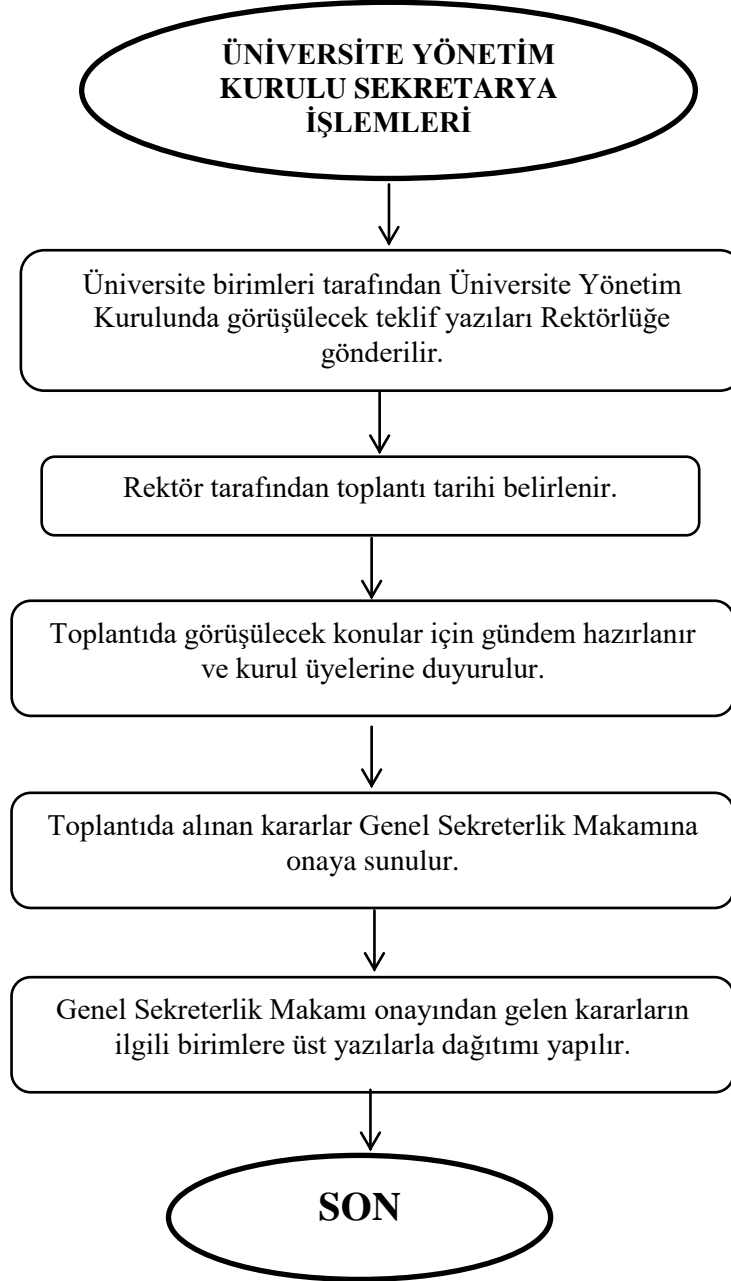 ÜNİVERSİTE YÖNETİM
KURULU SEKRETARYA
İŞLEMLERİ
Üniversite birimleri tarafından Üniversite Yönetim
Kurulunda görüşülecek teklif yazıları Rektörlüğe
gönderilir.
Rektör tarafından toplantı tarihi belirlenir.
Toplantıda görüşülecek konular için gündem hazırlanır
ve kurul üyelerine duyurulur.
Toplantıda alınan kararlar Genel Sekreterlik Makamına
onaya sunulur.
Genel Sekreterlik Makamı onayından gelen kararların
ilgili birimlere üst yazılarla dağıtımı yapılır.
SON